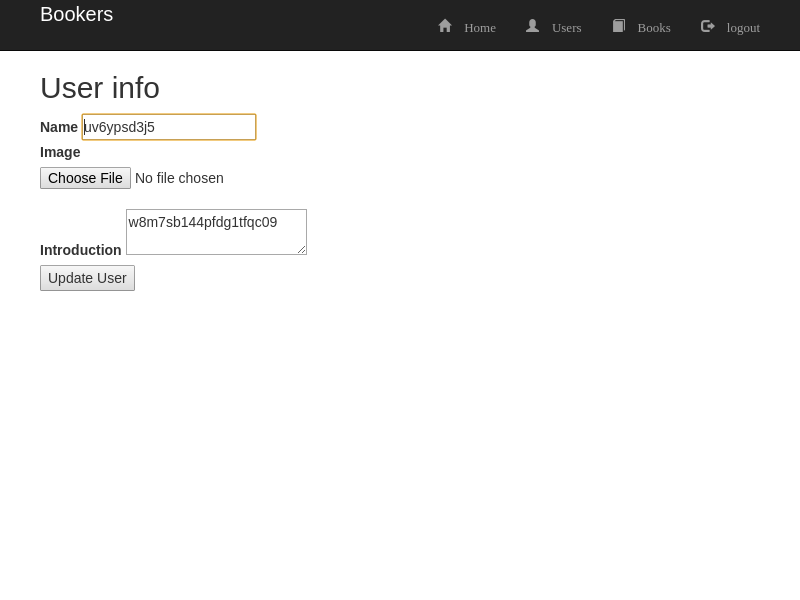 Bookers
Home Users Books logout
User info
Name uv6ypsd3j5
Image
Choose File No file chosen
w8m7sb144pfdg1tfqc09
Introduction
Update User